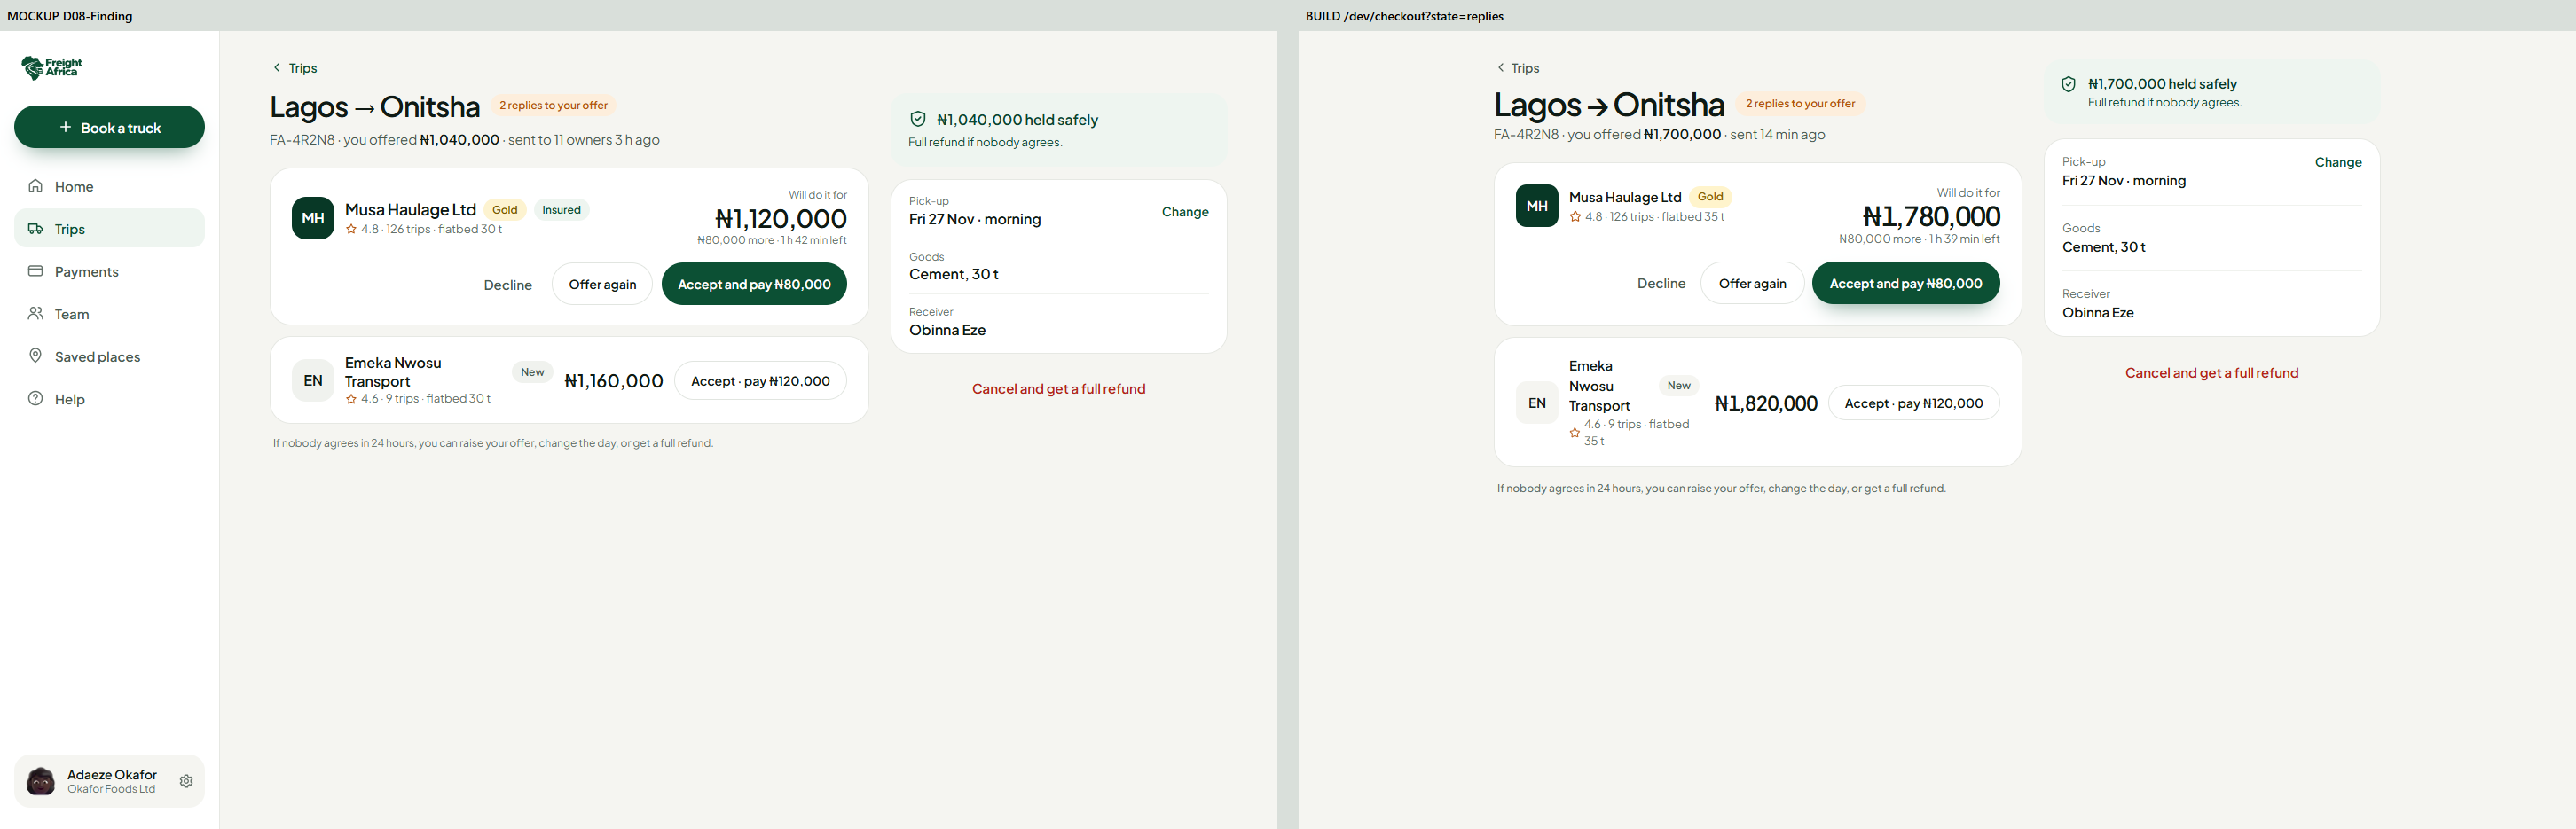 MOCKUP D08-Finding
Freight
Africa
+ Book a truck
Home
Trips
Payments
Team
Saved places
Help
Adaeze Okafor
Okafor Foods Ltd
< Trips
Lagos → Onitsha
2 replies to your offer
FA-4R2N8 · you offered ₦1,040,000 · sent to 11 owners 3 h ago
MH
Musa Haulage Ltd
Gold
Insured
4.8 · 126 trips · flatbed 30 t
Will do it for
₦1,120,000
₦80,000 more · 1 h 42 min left
Decline
Offer again
Accept and pay ₦80,000
EN
Emeka Nwosu
Transport
New
4.6 · 9 trips · flatbed 30 t
₦1,160,000
Accept · pay ₦120,000
If nobody agrees in 24 hours, you can raise your offer, change the day, or get a full refund.
₦1,040,000 held safely
Full refund if nobody agrees.
Pick-up
Fri 27 Nov · morning
Change
Goods
Cement, 30 t
Receiver
Obinna Eze
Cancel and get a full refund
BUILD /dev/checkout?state=replies
< Trips
Lagos → Onitsha
2 replies to your offer
FA-4R2N8 · you offered ₦1,700,000 · sent 14 min ago
MH
Musa Haulage Ltd
Gold
4.8 · 126 trips · flatbed 35 t
Will do it for
₦1,780,000
₦80,000 more · 1 h 39 min left
Decline
Offer again
Accept and pay ₦80,000
EN
Emeka
Nwosu
Transport
New
4.6 · 9 trips · flatbed
35 t
₦1,820,000
Accept · pay ₦120,000
If nobody agrees in 24 hours, you can raise your offer, change the day, or get a full refund.
₦1,700,000 held safely
Full refund if nobody agrees.
Pick-up
Fri 27 Nov · morning
Change
Goods
Cement, 30 t
Receiver
Obinna Eze
Cancel and get a full refund